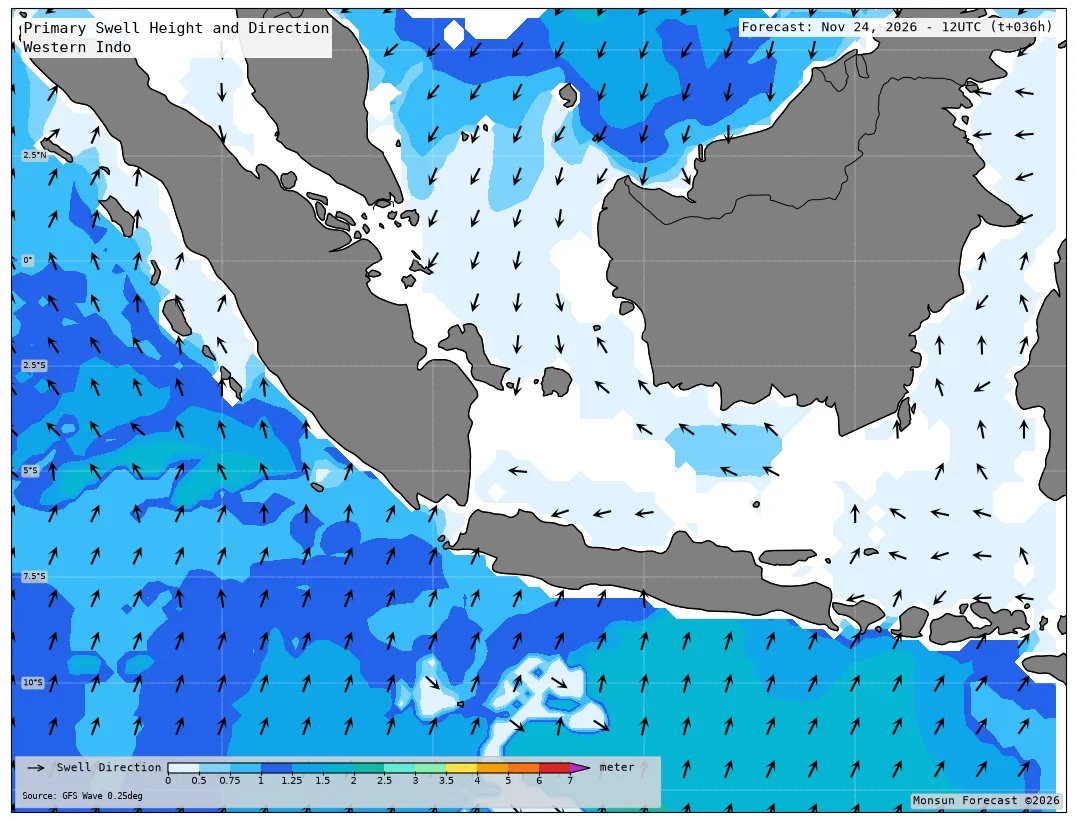 Primary Swell Height and Direction
Western Indo
Forecast: Nov 24, 2026 - 12UTC (t+036h)
2.5°N
0°
2.5°S
5°S
7.5°S
10°S
Swell Direction
0 0.5 0.75 1 1.25 1.5 2 2.5 3 3.5 4 5 6 7
meter
Source: GFS Wave 0.25deg
Monsun Forecast ©2026